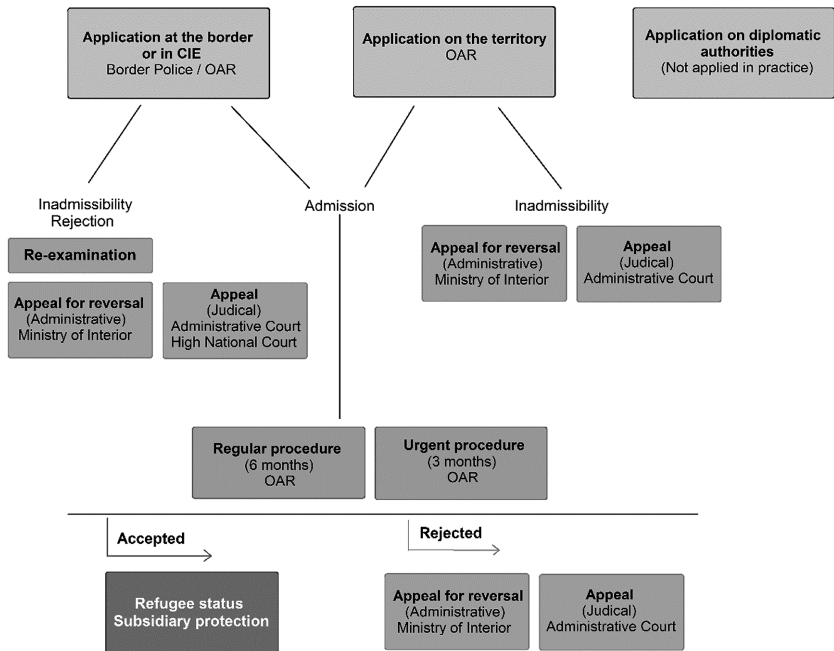 Application at the border
or in CIE
Border Police / OAR
Application on the territory
OAR
Application on diplomatic
authorities
(Not applied in practice)
Inadmissibility
Rejection
Admission
Inadmissibility
Re-examination
Appeal for reversal
(Administrative)
Ministry of Interior
Appeal
(Judical)
Administrative Court
High National Court
Appeal for reversal
(Administrative)
Ministry of Interior
Appeal
(Judical)
Administrative Court
Regular procedure
(6 months)
OAR
Urgent procedure
(3 months)
OAR
Accepted
Rejected
Refugee status
Subsidiary protection
Appeal for reversal
(Administrative)
Ministry of Interior
Appeal
(Judical)
Administrative Court